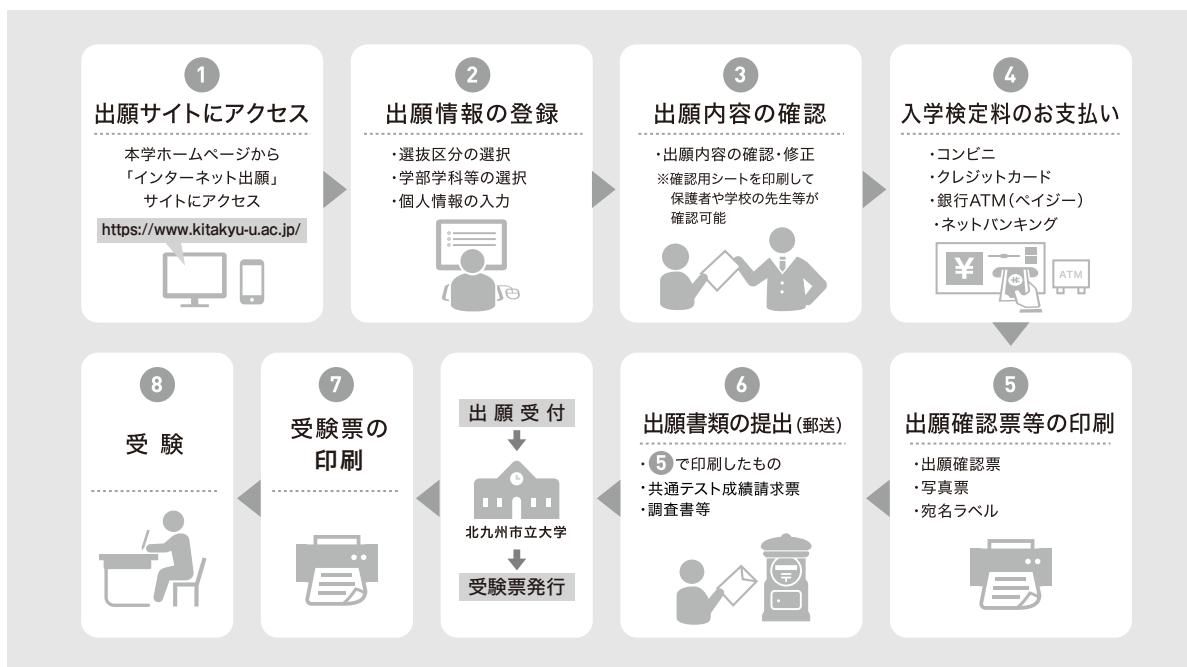 1
出願サイトにアクセス
本学ホームページから
「インターネット出願」
サイトにアクセス
https://www.kitakyu-u.ac.jp/
2
出願情報の登録
・選抜区分の選択
・学部学科等の選択
・個人情報の入力
3
出願内容の確認
・出願内容の確認・修正
※確認用シートを印刷して
保護者や学校の先生等が
確認可能
4
入学検定料のお支払い
・コンビニ
・クレジットカード
・銀行ATM（ペイジー）
・ネットバンキング
¥
ATM
5
出願確認票等の印刷
・出願確認票
・写真票
・宛名ラベル
6
出願書類の提出（郵送）
・5で印刷したもの
・共通テスト成績請求票
・調査書等
〒
出願受付
北九州市立大学
受験票発行
7
受験票の
印刷
8
受験